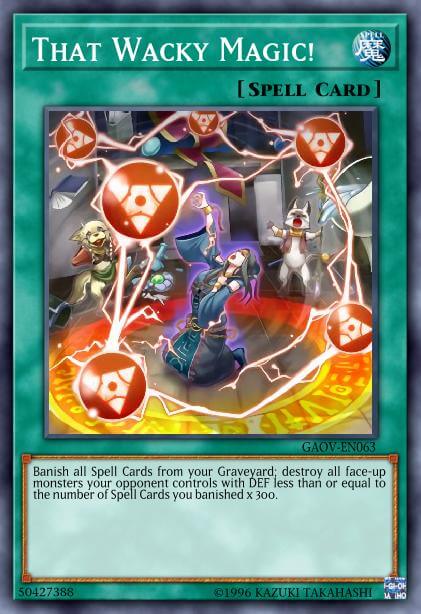 THAT WACKY MAGIC!
SPELL
魔
[SPELL CARD]
GAOV-EN063
Banish all Spell Cards from your Graveyard; destroy all face-up
monsters your opponent controls with DEF less than or equal to
the number of Spell Cards you banished x 300.
50427388
©1996 KAZUKI TAKAHASHI